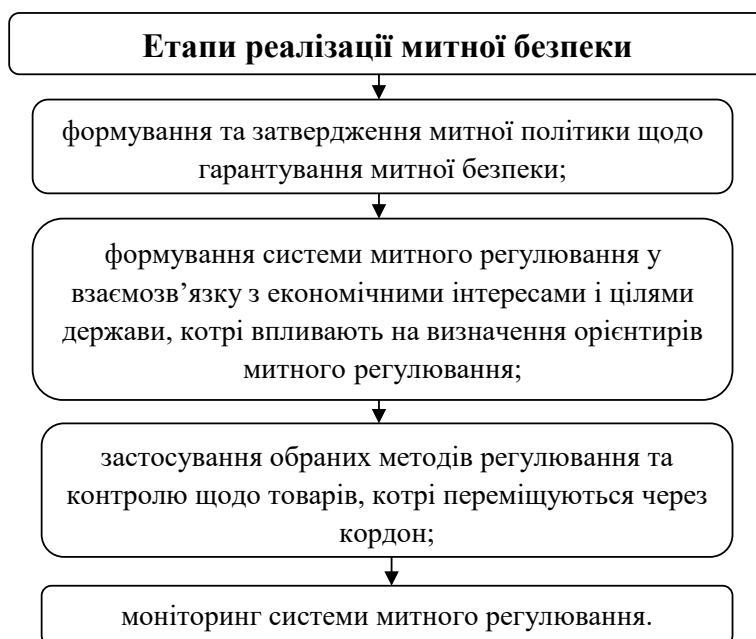 Етапи реалізації митної безпеки
формування та затвердження митної політики щодо
гарантування митної безпеки;
формування системи митного регулювання у
взаємозв’язку з економічними інтересами і цілями
держави, котрі впливають на визначення орієнтирів
митного регулювання;
застосування обраних методів регулювання та
контролю щодо товарів, котрі переміщуються через
кордон;
моніторинг системи митного регулювання.